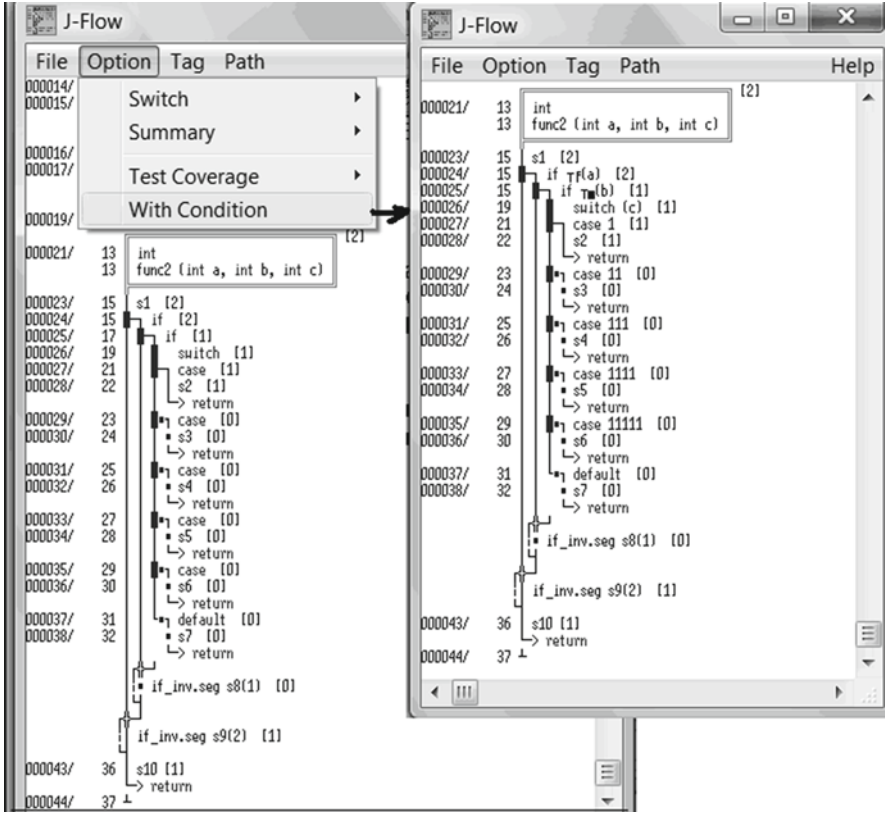 J-Flow
File Option Tag Path
000014/
000015/
Switch
Summary
000016/
000017/
Test Coverage
With Condition
000019/
[2]
000021/ 13 int
13 func2 (int a, int b, int c)
000023/ 15 s1 [2]
000024/ 15 if [2]
000025/ 17 if [1]
000026/ 19 switch [1]
000027/ 21 case [1]
000028/ 22 s2 [1]
return
000029/ 23 case [0]
000030/ 24 s3 [0]
return
000031/ 25 case [0]
000032/ 26 s4 [0]
return
000033/ 27 case [0]
000034/ 28 s5 [0]
return
000035/ 29 case [0]
000036/ 30 s6 [0]
return
000037/ 31 default [0]
000038/ 32 s7 [0]
return
if_inv.seg s8(1) [0]
if_inv.seg s9(2) [1]
000043/ 36 s10 [1]
return
000044/ 37
J-Flow
File Option Tag Path Help
[2]
000021/ 13 int
13 func2 (int a, int b, int c)
000023/ 15 s1 [2]
000024/ 15 if (a) [2]
000025/ 15 if (b) [1]
000026/ 19 switch (c) [1]
000027/ 21 case 1 [1]
000028/ 22 s2 [1]
return
000029/ 23 case 11 [0]
000030/ 24 s3 [0]
return
000031/ 25 case 111 [0]
000032/ 26 s4 [0]
return
000033/ 27 case 1111 [0]
000034/ 28 s5 [0]
return
000035/ 29 case 11111 [0]
000036/ 30 s6 [0]
return
000037/ 31 default [0]
000038/ 32 s7 [0]
return
if_inv.seg s8(1) [0]
if_inv.seg s9(2) [1]
000043/ 36 s10 [1]
return
000044/ 37